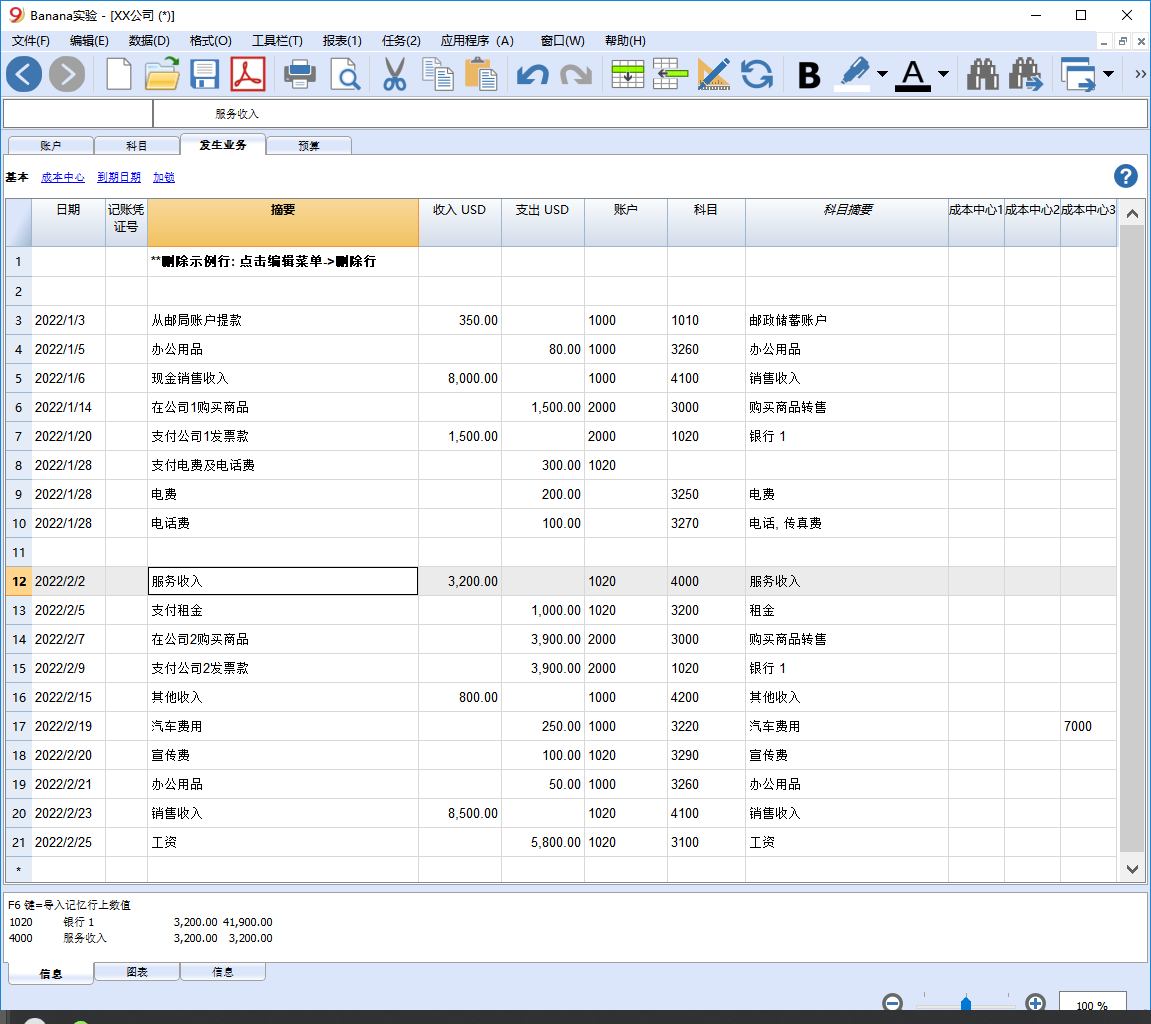 Banana实验 - [XX公司 (*)]
文件(F) 编辑(E) 数据(D) 格式(O) 工具栏(T) 报表(1) 任务(2) 应用程序 (A) 窗口(W) 帮助(H)
B A
服务收入
账户 科目 发生业务 预算
基本 成本中心 到期日期 加锁
日期 记账凭证号 摘要 收入 USD 支出 USD 账户 科目 科目摘要 成本中心1 成本中心2 成本中心3
1 **删除示例行: 点击编辑菜单->删除行
2
3 2022/1/3 从邮局账户提款 350.00 1000 1010 邮政储蓄账户
4 2022/1/5 办公用品 80.00 1000 3260 办公用品
5 2022/1/6 现金销售收入 8,000.00 1000 4100 销售收入
6 2022/1/14 在公司1购买商品 1,500.00 2000 3000 购买商品转售
7 2022/1/20 支付公司1发票款 1,500.00 2000 1020 银行 1
8 2022/1/28 支付电费及电话费 300.00 1020
9 2022/1/28 电费 200.00 3250 电费
10 2022/1/28 电话费 100.00 3270 电话, 传真费
11
12 2022/2/2 服务收入 3,200.00 1020 4000 服务收入
13 2022/2/5 支付租金 1,000.00 1020 3200 租金
14 2022/2/7 在公司2购买商品 3,900.00 2000 3000 购买商品转售
15 2022/2/9 支付公司2发票款 3,900.00 2000 1020 银行 1
16 2022/2/15 其他收入 800.00 1000 4200 其他收入
17 2022/2/19 汽车费用 250.00 1000 3220 汽车费用 7000
18 2022/2/20 宣传费 100.00 1020 3290 宣传费
19 2022/2/21 办公用品 50.00 1000 3260 办公用品
20 2022/2/23 销售收入 8,500.00 1020 4100 销售收入
21 2022/2/25 工资 5,800.00 1020 3100 工资
*
F6 键=导入记忆行上数值
1020 银行 1 3,200.00 41,900.00
4000 服务收入 3,200.00 3,200.00
信息 图表 信息
100 %